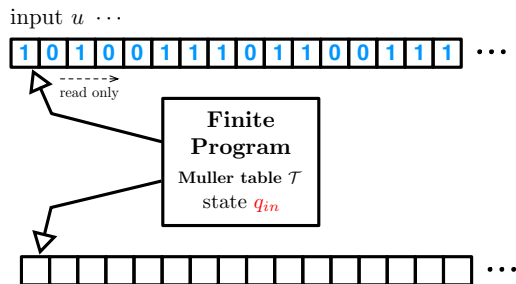 input u ⋯
1 0 1 0 0 1 1 1 0 1 1 0 0 1 1 1 ⋯
read only
Finite
Program
Muller table 𝒯
state q_in
⋯